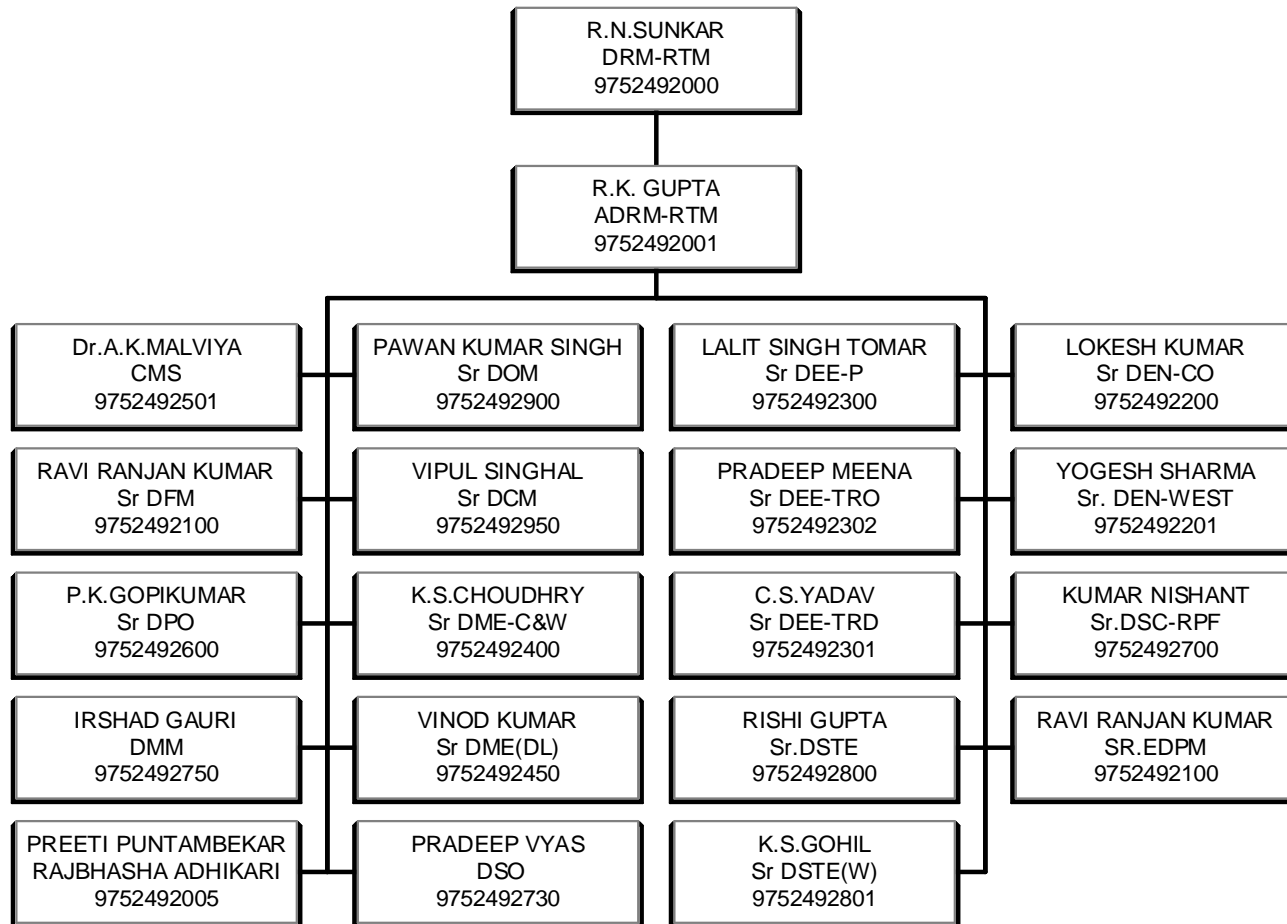 R.N.SUNKAR
DRM-RTM
9752492000
R.K. GUPTA
ADRM-RTM
9752492001
Dr.A.K.MALVIYA
CMS
9752492501
PAWAN KUMAR SINGH
Sr DOM
9752492900
LALIT SINGH TOMAR
Sr DEE-P
9752492300
LOKESH KUMAR
Sr DEN-CO
9752492200
RAVI RANJAN KUMAR
Sr DFM
9752492100
VIPUL SINGHAL
Sr DCM
9752492950
PRADEEP MEENA
Sr DEE-TRO
9752492302
YOGESH SHARMA
Sr. DEN-WEST
9752492201
P.K.GOPIKUMAR
Sr DPO
9752492600
K.S.CHOUDHRY
Sr DME-C&W
9752492400
C.S.YADAV
Sr DEE-TRD
9752492301
KUMAR NISHANT
Sr.DSC-RPF
9752492700
IRSHAD GAURI
DMM
9752492750
VINOD KUMAR
Sr DME(DL)
9752492450
RISHI GUPTA
Sr.DSTE
9752492800
RAVI RANJAN KUMAR
SR.EDPM
9752492100
PREETI PUNTAMBEKAR
RAJBHASHA ADHIKARI
9752492005
PRADEEP VYAS
DSO
9752492730
K.S.GOHIL
Sr DSTE(W)
9752492801